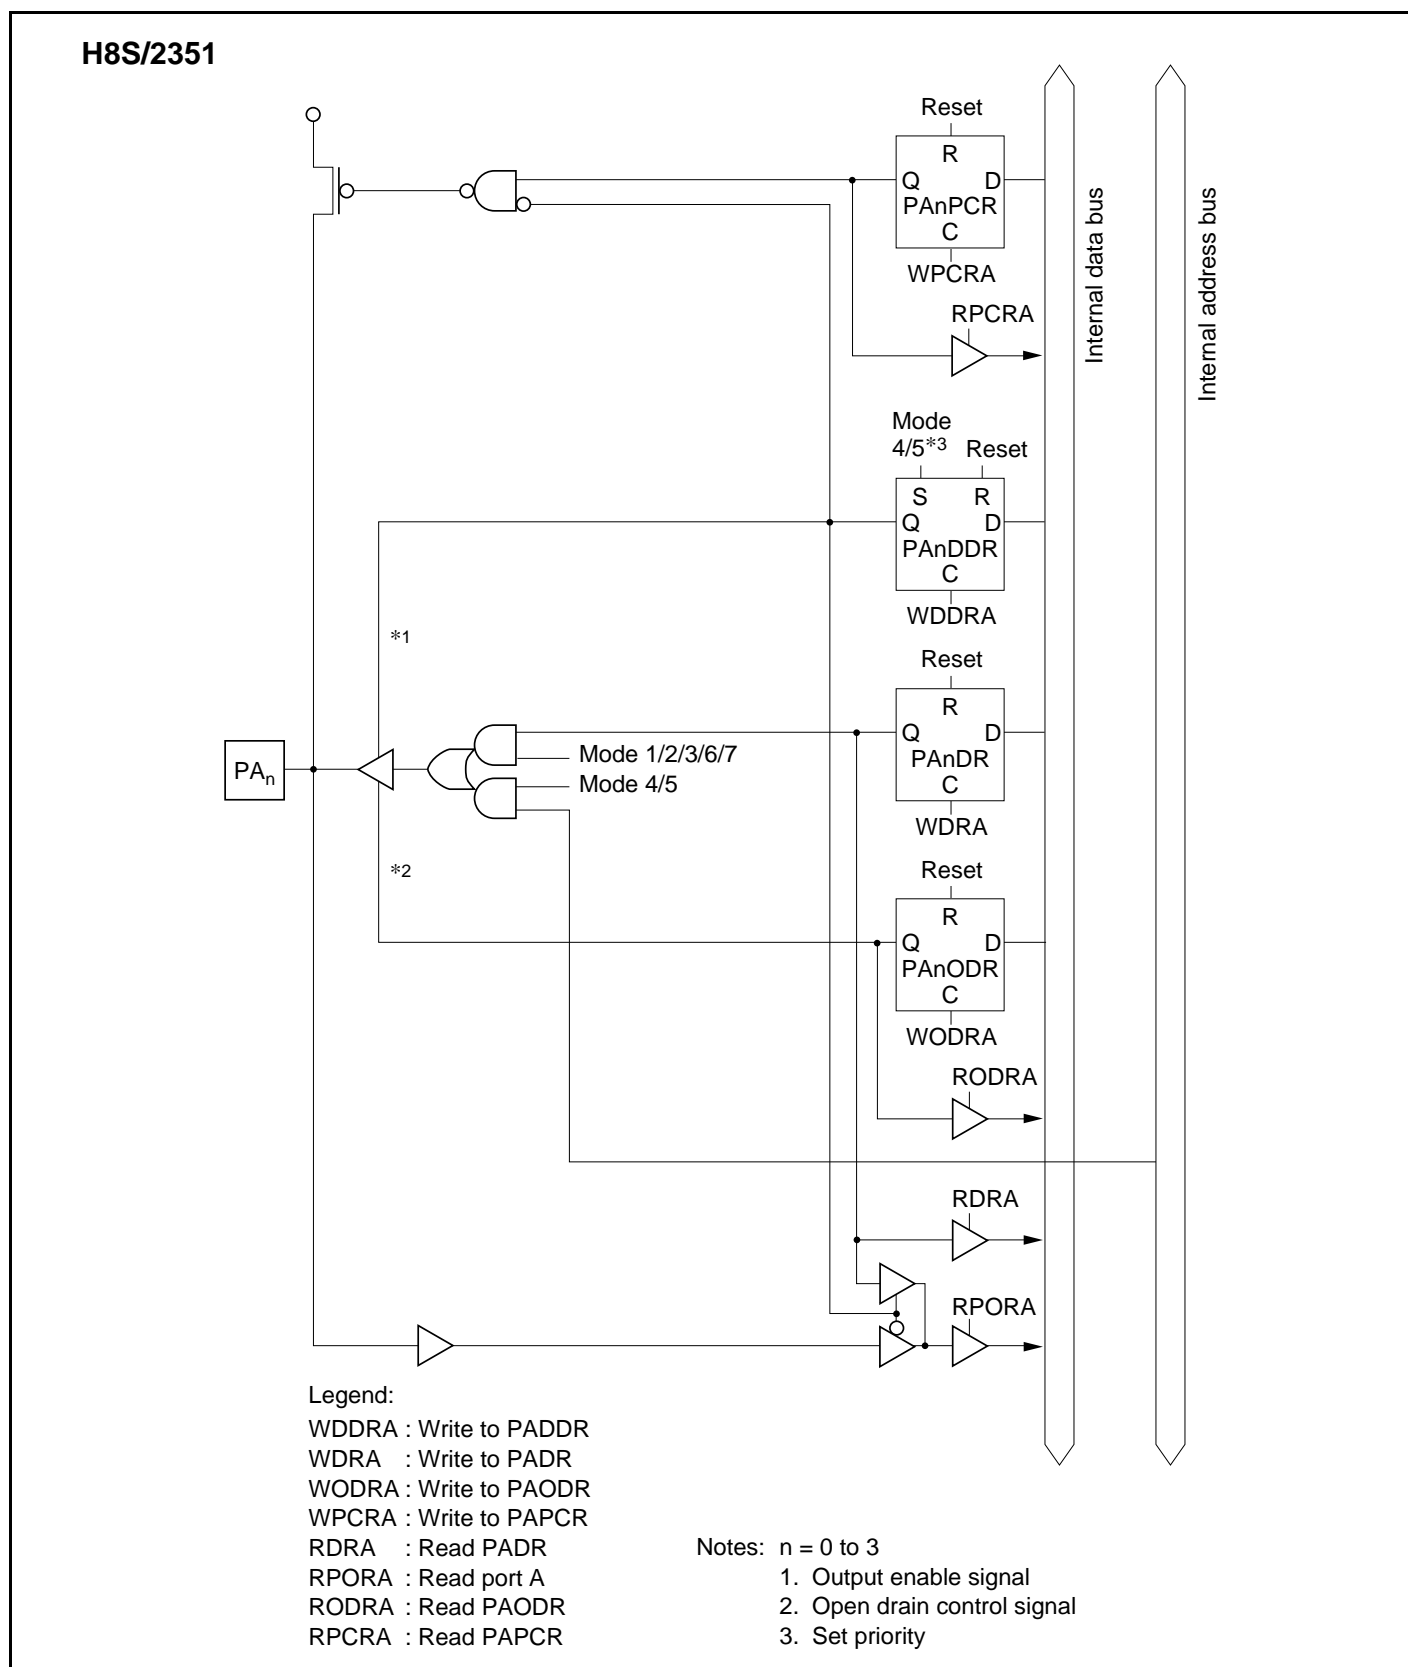 H8S/2351
Reset
R
Q D
PAnPCR
C
WPCRA
RPCRA
Internal data bus
Internal address bus
Mode
4/5*3 Reset
S R
Q D
PAnDDR
C
WDDRA
*1
Reset
R
Q D
PAnDR
C
WDRA
Mode 1/2/3/6/7
Mode 4/5
PAn
*2
Reset
R
Q D
PAnODR
C
WODRA
RODRA
RDRA
RPORA
Legend:
WDDRA : Write to PADDR
WDRA : Write to PADR
WODRA : Write to PAODR
WPCRA : Write to PAPCR
RDRA : Read PADR
RPORA : Read port A
RODRA : Read PAODR
RPCRA : Read PAPCR
Notes: n = 0 to 3
1. Output enable signal
2. Open drain control signal
3. Set priority